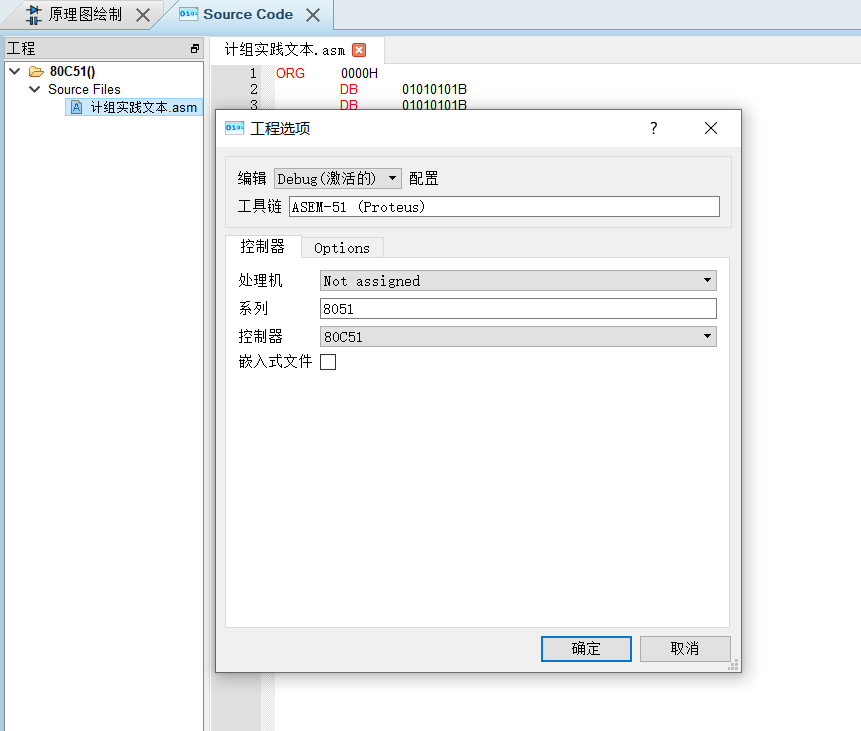 原理图绘制
Source Code
工程
计组实践文本.asm
80C51()
Source Files
计组实践文本.asm
1 ORG 0000H
2 DB 01010101B
3 DB 01010101B
工程选项
?
编辑 Debug(激活的) 配置
工具链 ASEM-51 (Proteus)
控制器 Options
处理机 Not assigned
系列 8051
控制器 80C51
嵌入式文件
确定 取消